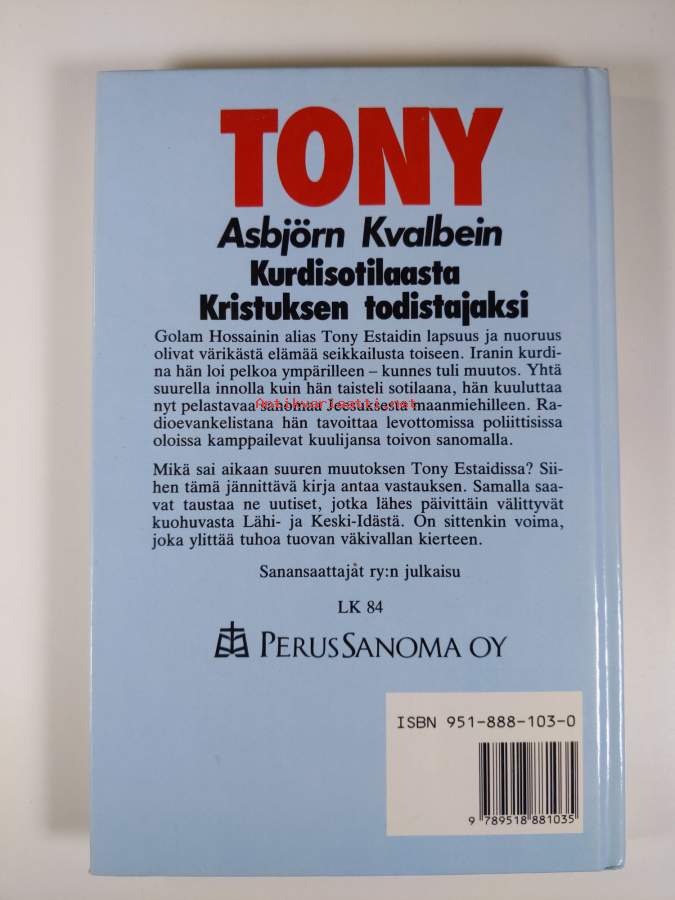 TONY
Asbjörn Kvalbein
Kurdisotilaasta
Kristuksen todistajaksi
Golam Hossainin alias Tony Estaidin lapsuus ja nuoruus
olivat värikästä elämää seikkailusta toiseen. Iranin kurdi-
na hän loi pelkoa ympärilleen – kunnes tuli muutos. Yhtä
suurella innolla kuin hän taisteli sotilaana, hän kuuluttaa
nyt pelastavaa sanomaa Jeesuksesta maanmiehilleen. Ra-
Antikvariaatti.net
dioevankelistana hän tavoittaa levottomissa poliittisissa
oloissa kamppailevat kuulijansa toivon sanomalla.
Mikä sai aikaan suuren muutoksen Tony Estaidissa? Sii-
hen tämä jännittävä kirja antaa vastauksen. Samalla saa-
vat taustaa ne uutiset, jotka lähes päivittäin välittyvät
kuohuvasta Lähi- ja Keski-Idästä. On sittenkin voima,
joka ylittää tuhoa tuovan väkivallan kierteen.
Sanansaattajat ry:n julkaisu
LK 84
PERUSSANOMA OY
ISBN 951-888-103-0
9 789518 881035